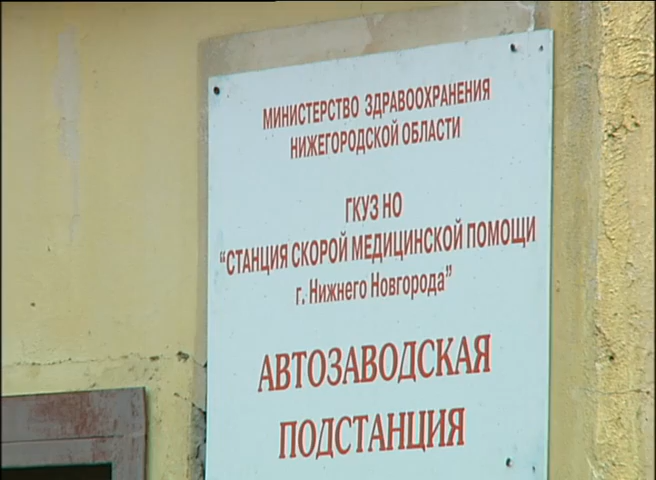 МИНИСТЕРСТВО ЗДРАВООХРАНЕНИЯ
НИЖЕГОРОДСКОЙ ОБЛАСТИ
ГКУЗ НО
“СТАНЦИЯ СКОРОЙ МЕДИЦИНСКОЙ ПОМОЩИ
г. Нижнего Новгорода”
АВТОЗАВОДСКАЯ
ПОДСТАНЦИЯ